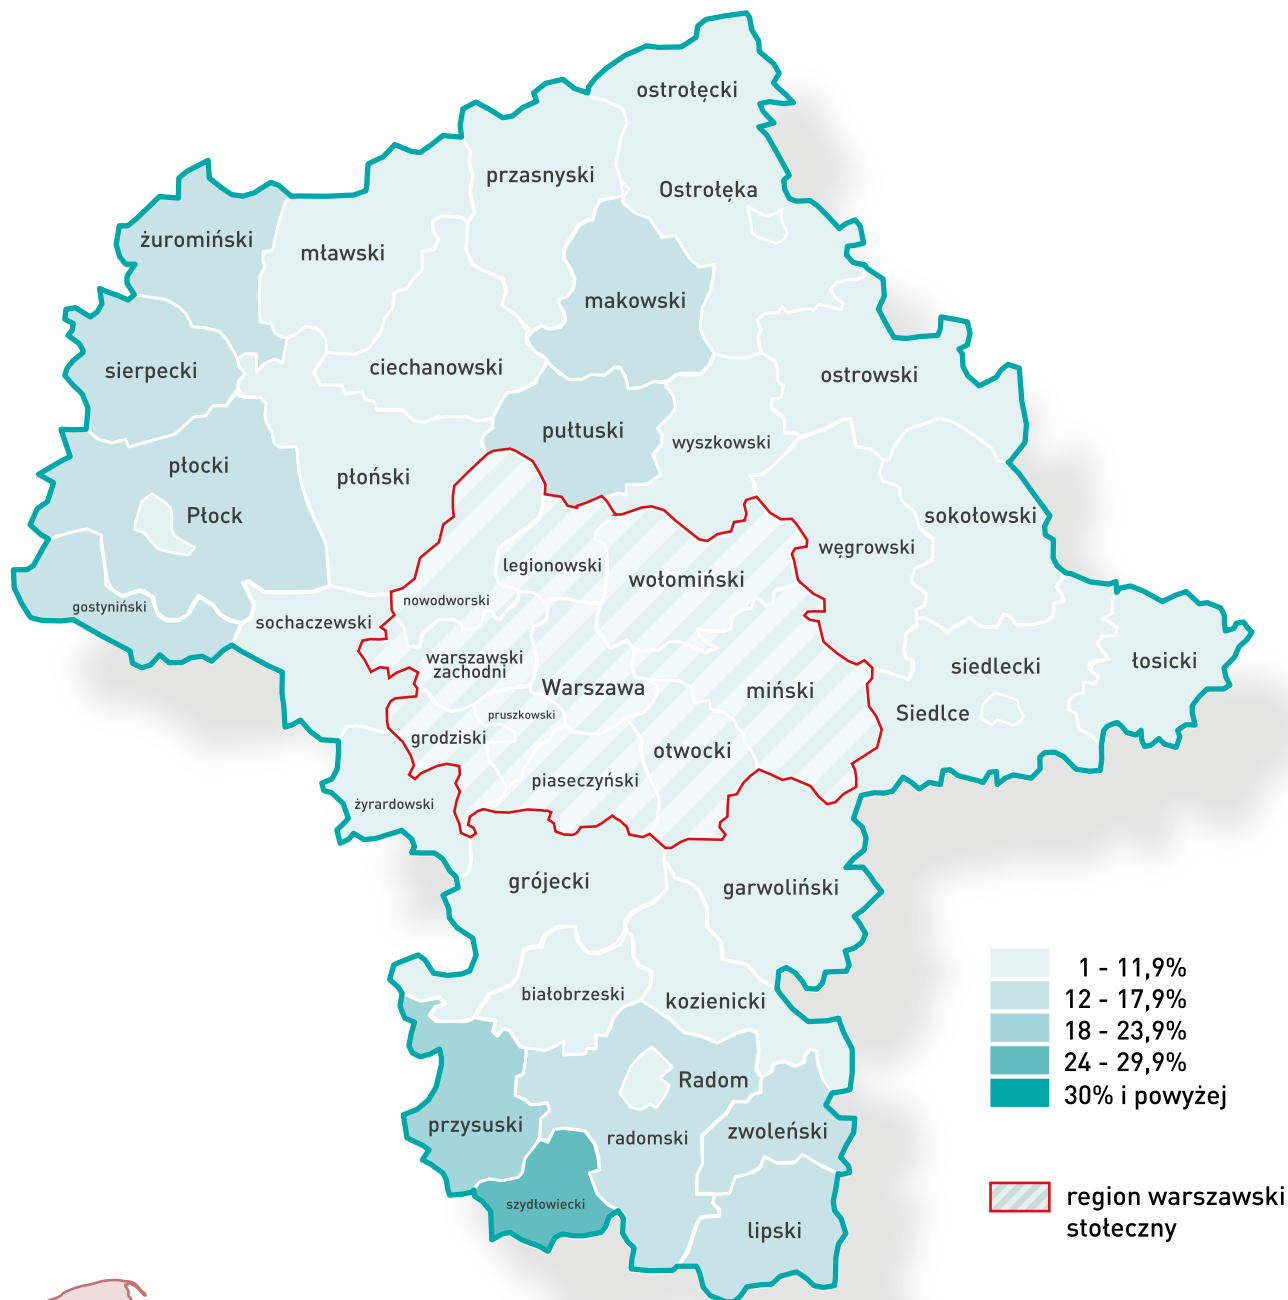 ostrołęcki
przasnyski
Ostrołęka
żuromiński
mławski
makowski
sierpecki
ciechanowski
ostrowski
pułtuski
wyszkowski
płocki
płoński
Płock
sokołowski
węgrowski
legionowski
wołomiński
nowodworski
gostyniński
sochaczewski
warszawski
zachodni
siedlecki
łosicki
Warszawa
miński
Siedlce
pruszkowski
grodziski
otwocki
piaseczyński
żyrardowski
grójecki
garwoliński
białobrzeski
kozienicki
Radom
przysuski
radomski
zwoleński
szydłowiecki
lipski
1 - 11,9%
12 - 17,9%
18 - 23,9%
24 - 29,9%
30% i powyżej
region warszawski
stołeczny